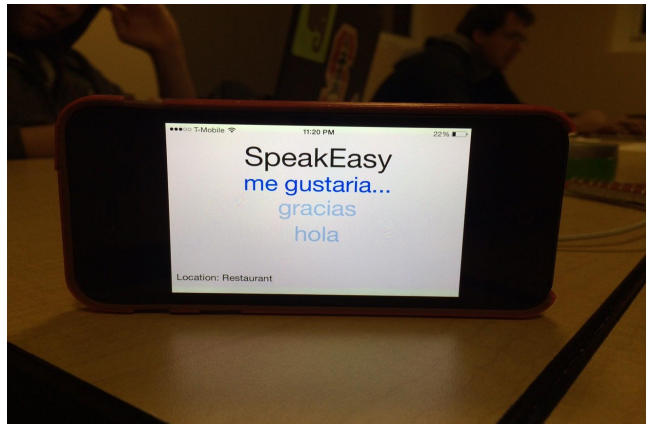 T-Mobile 11:20 PM 22%
SpeakEasy
me gustaria...
gracias
hola
Location: Restaurant